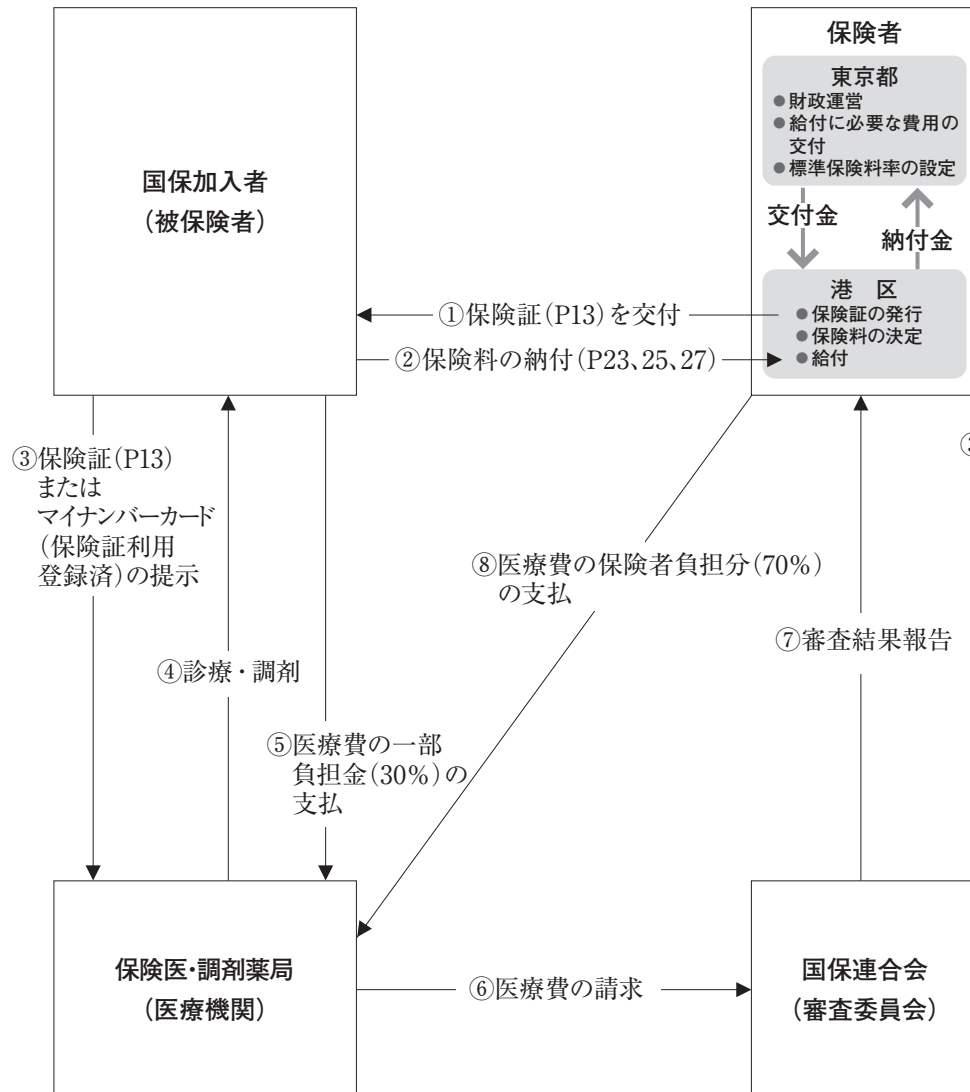 国保加入者
（被保険者）
保険者
東京都
●財政運営
●給付に必要な費用の
交付
●標準保険料率の設定
交付金
納付金
港　区
●保険証の発行
●保険料の決定
●給付
①保険証（P13）を交付
②保険料の納付（P23、25、27）
③保険証（P13）
または
マイナンバーカード
（保険証利用
登録済）の提示
④診療・調剤
⑤医療費の一部
負担金（30%）の
支払
⑧医療費の保険者負担分（70%）
の支払
⑦審査結果報告
保険医・調剤薬局
（医療機関）
⑥医療費の請求
国保連合会
（審査委員会）